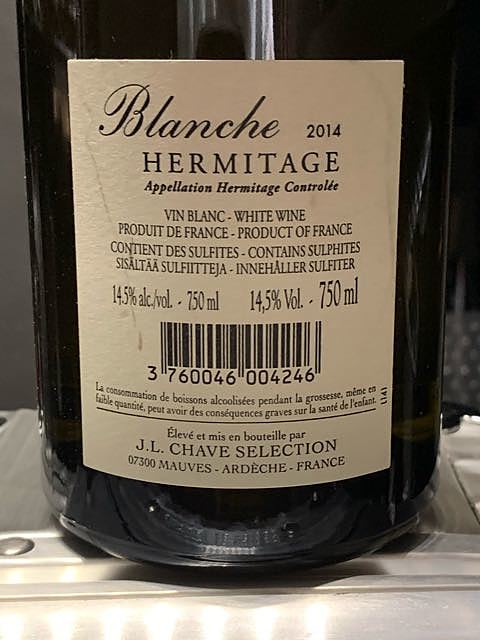 Blanche 2014
HERMITAGE
Appellation Hermitage Controlée
VIN BLANC - WHITE WINE
PRODUIT DE FRANCE - PRODUCT OF FRANCE
CONTIENT DES SULFITES - CONTAINS SULPHITES
SISÄLTÄÄ SULFIITTEJA - INNEHÅLLER SULFITER
14.5% alc./vol. - 750 ml 14,5% Vol. - 750 ml
3 760046 004246
La consommation de boissons alcoolisées pendant la grossesse, même en
faible quantité, peut avoir des conséquences graves sur la santé de l'enfant.
L141
Élevé et mis en bouteille par
J.L. CHAVE SELECTION
07300 MAUVES - ARDÈCHE - FRANCE